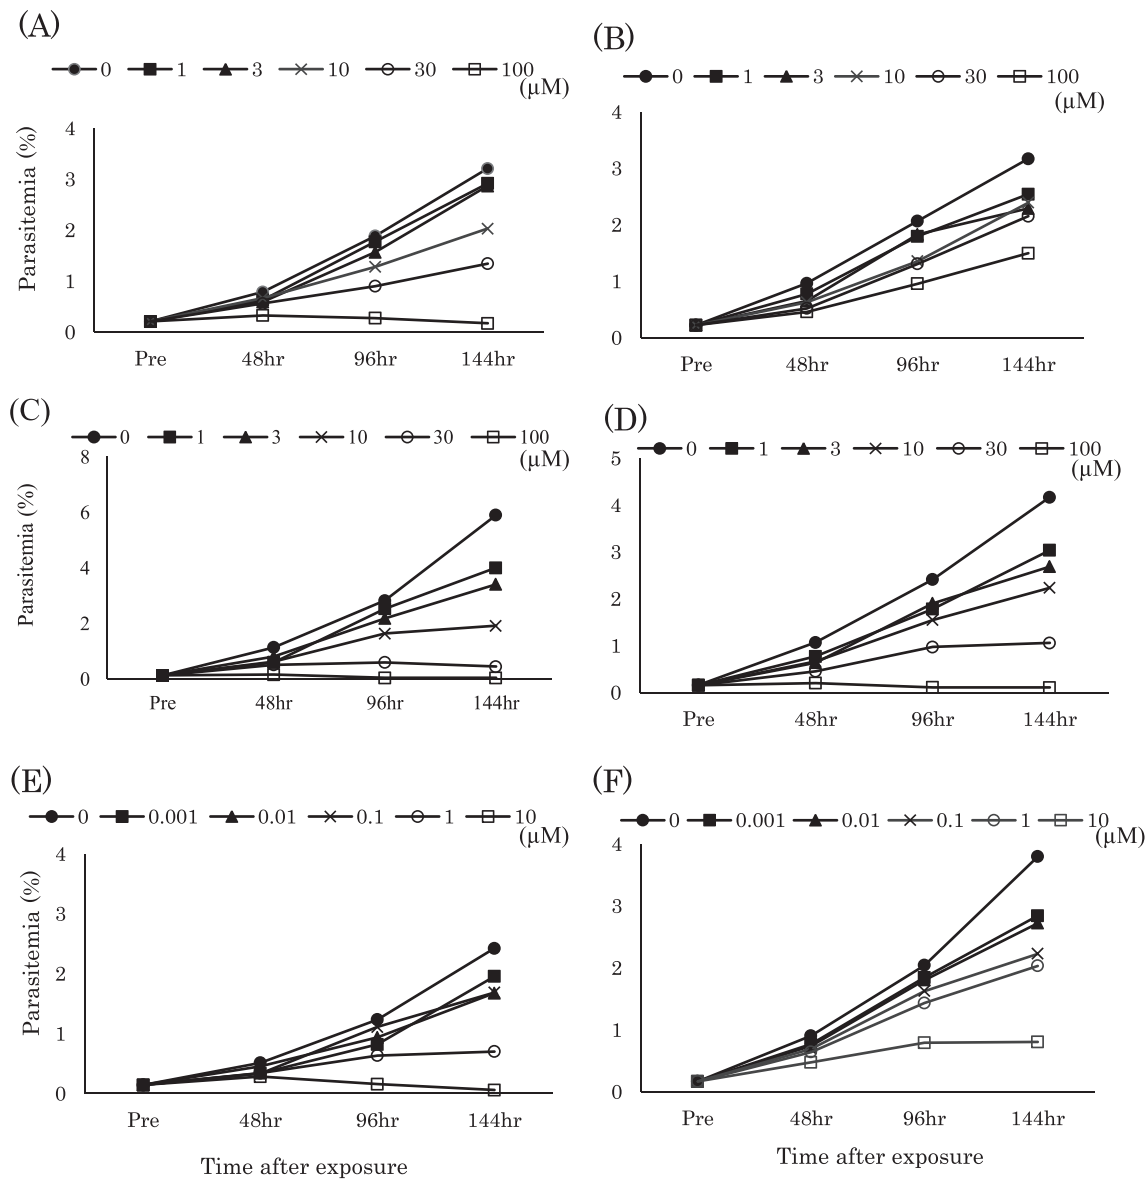 (A)
0 1 3 10 30 100
(µM)
Parasitemia (%)
4
3
2
1
0
Pre 48hr 96hr 144hr
(B)
0 1 3 10 30 100
(µM)
4
3
2
1
0
Pre 48hr 96hr 144hr
(C)
0 1 3 10 30 100
(µM)
Parasitemia (%)
8
6
4
2
0
Pre 48hr 96hr 144hr
(D)
0 1 3 10 30 100
(µM)
5
4
3
2
1
0
Pre 48hr 96hr 144hr
(E)
0 0.001 0.01 0.1 1 10
(µM)
Parasitemia (%)
4
3
2
1
0
Pre 48hr 96hr 144hr
Time after exposure
(F)
0 0.001 0.01 0.1 1 10
(µM)
4
3
2
1
0
Pre 48hr 96hr 144hr
Time after exposure